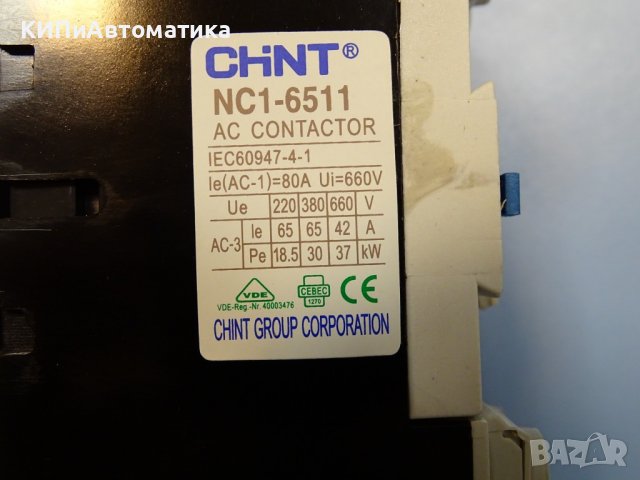 КИПиАвтоматика
CHINT®
NC1-6511
AC CONTACTOR
IEC60947-4-1
Ie(AC-1)=80A Ui=660V
Ue 220 380 660 V
AC-3 Ie 65 65 42 A
Pe 18.5 30 37 kW
VDE CEBEC 1270 CE
VDE-Reg.-Nr. 40003476
CHINT GROUP CORPORATION
BAZAR